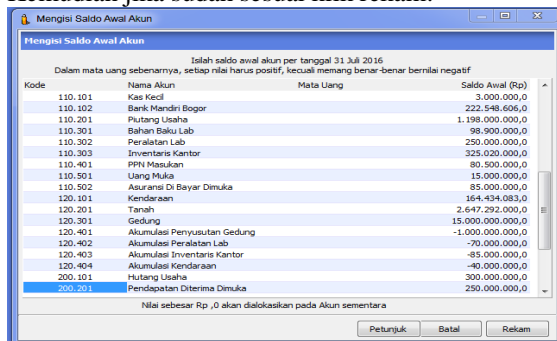 Mengisi Saldo Awal Akun
Mengisi Saldo Awal Akun
Isilah saldo awal akun per tanggal 31 Juli 2016
Dalam mata uang sebenarnya, setiap nilai harus positif, kecuali memang benar-benar bernilai negatif
Kode Nama Akun Mata Uang Saldo Awal (Rp)
110.101 Kas Kecil 3.000.000,0
110.102 Bank Mandiri Bogor 222.548.606,0
110.201 Piutang Usaha 1.198.000.000,0
110.301 Bahan Baku Lab 98.900.000,0
110.302 Peralatan Lab 250.000.000,0
110.303 Inventaris Kantor 325.020.000,0
110.401 PPN Masukan 80.500.000,0
110.501 Uang Muka 15.000.000,0
110.502 Asuransi Di Bayar Dimuka 85.000.000,0
120.101 Kendaraan 164.434.083,0
120.201 Tanah 2.647.292.000,0
120.301 Gedung 15.000.000.000,0
120.401 Akumulasi Penyusutan Gedung -1.000.000.000,0
120.402 Akumulasi Peralatan Lab -70.000.000,0
120.403 Akumulasi Inventaris Kantor -85.000.000,0
120.404 Akumulasi Kendaraan -40.000.000,0
200.101 Hutang Usaha 300.000.000,0
200.201 Pendapatan Diterima Dimuka 250.000.000,0
Nilai sebesar Rp ,0 akan dialokasikan pada Akun sementara
Petunjuk Batal Rekam